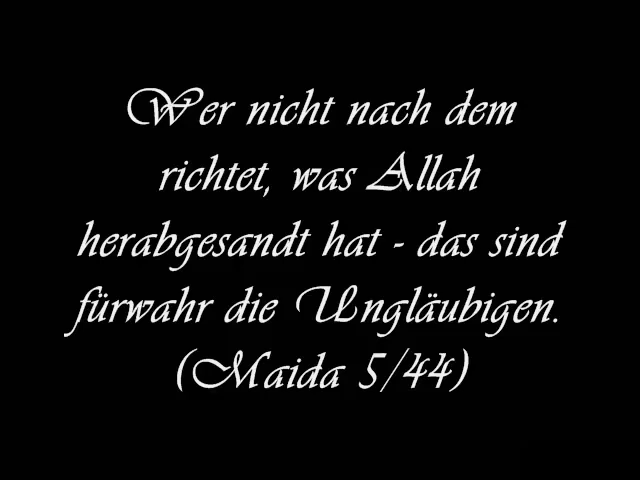 Wer nicht nach dem
richtet, was Allah
herabgesandt hat - das sind
fürwahr die Ungläubigen.
(Maida 5/44)